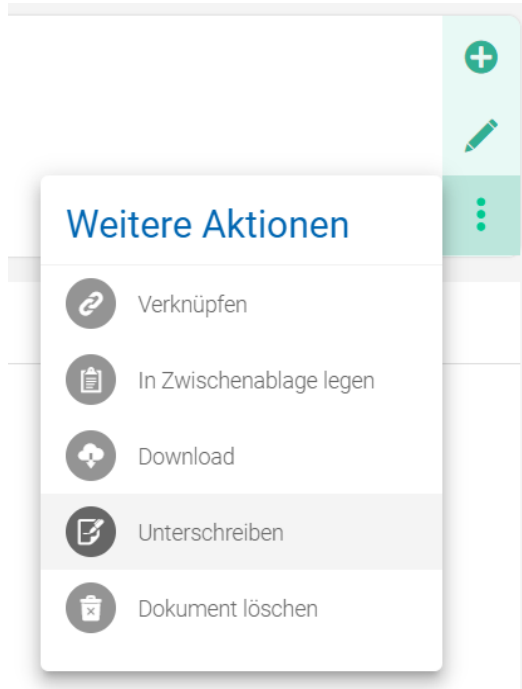 Weitere Aktionen
Verknüpfen
In Zwischenablage legen
Download
Unterschreiben
Dokument löschen